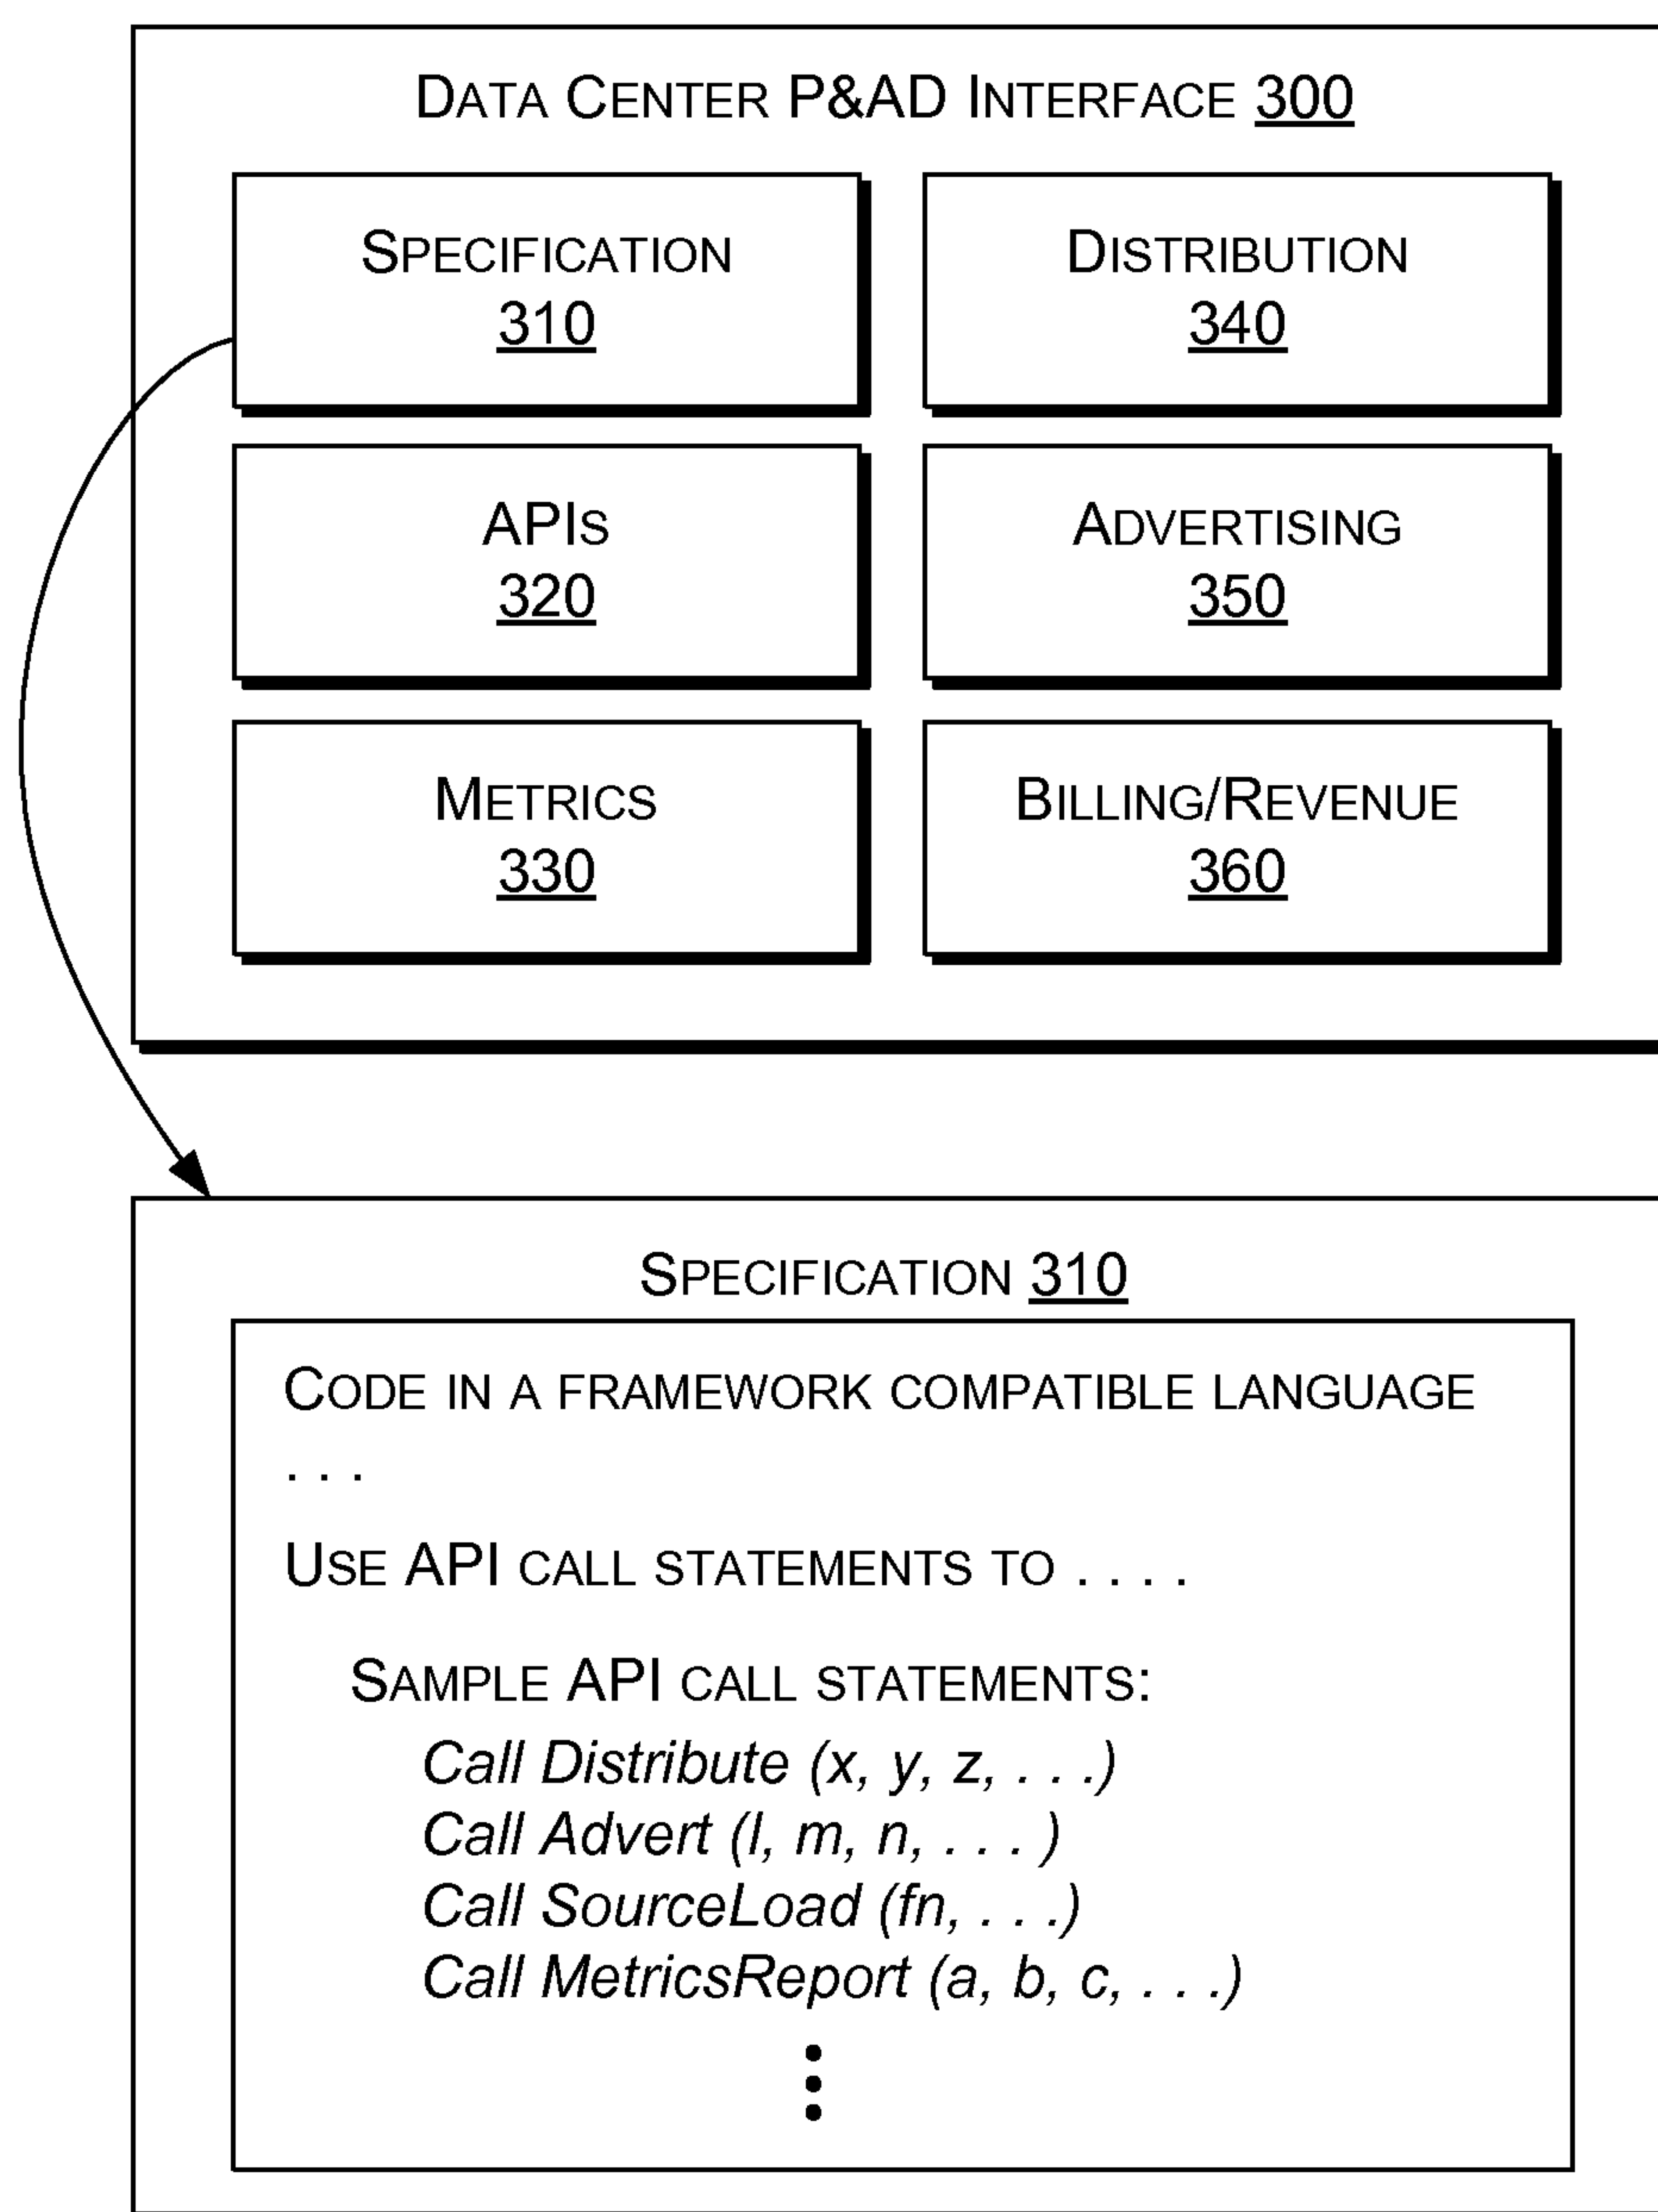 DATA CENTER P&AD INTERFACE 300
SPECIFICATION
310
DISTRIBUTION
340
APIS
320
ADVERTISING
350
METRICS
330
BILLING/REVENUE
360
SPECIFICATION 310
CODE IN A FRAMEWORK COMPATIBLE LANGUAGE
. . .
USE API CALL STATEMENTS TO . . . .
SAMPLE API CALL STATEMENTS:
Call Distribute (x, y, z, . . .)
Call Advert (l, m, n, . . . )
Call SourceLoad (fn, . . .)
Call MetricsReport (a, b, c, . . .)